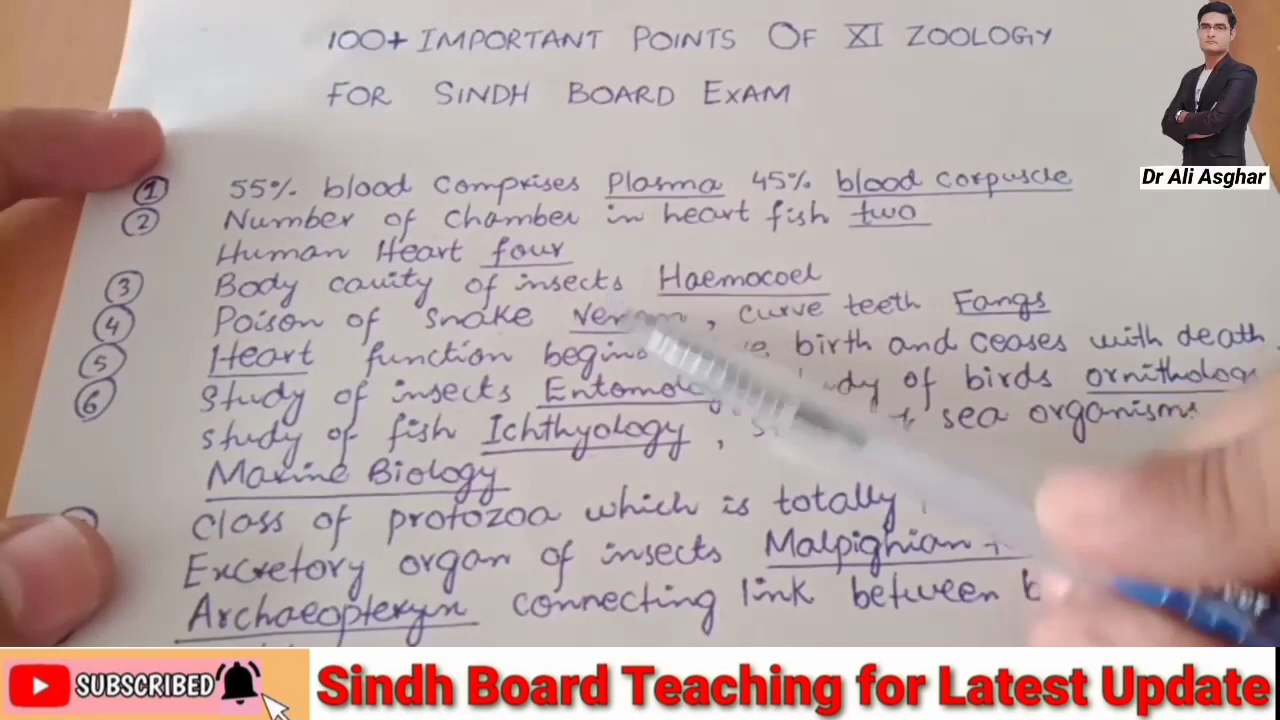 100+ IMPORTANT POINTS OF XI ZOOLOGY
FOR SINDH BOARD EXAM
Dr Ali Asghar
1 55% blood comprises Plasma 45% blood corpuscle
2 Number of chamber in heart fish two
Human Heart four
3 Body cavity of insects Haemocoel
4 Poison of snake , curve teeth Fangs
5 Heart function birth and ceases with death.
6 Study of insects of birds
study of fish Ichthyology, sea organisms
Marine Biology
Class of protozoa which is totally
Excretory organ of insects Malpighian
Archaeopteryx connecting link between
SUBSCRIBED
Sindh Board Teaching for Latest Update